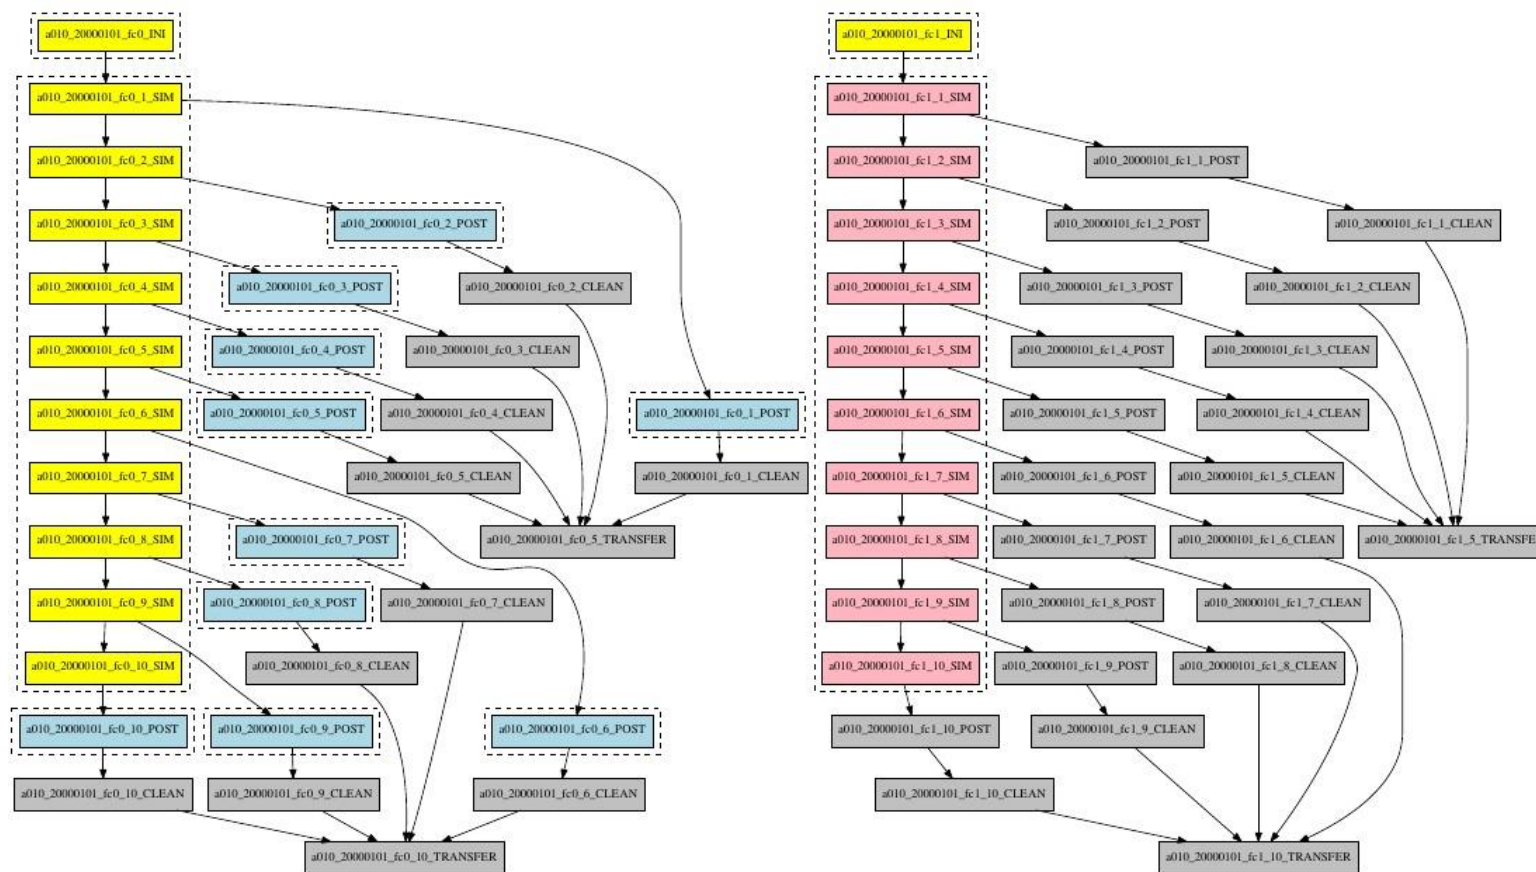 a010_20000101_fc0_INI
a010_20000101_fc1_INI
a010_20000101_fc0_1_SIM
a010_20000101_fc1_1_SIM
a010_20000101_fc0_2_SIM
a010_20000101_fc1_2_SIM
a010_20000101_fc1_1_POST
a010_20000101_fc0_3_SIM
a010_20000101_fc0_2_POST
a010_20000101_fc1_3_SIM
a010_20000101_fc1_2_POST
a010_20000101_fc1_1_CLEAN
a010_20000101_fc0_4_SIM
a010_20000101_fc0_3_POST
a010_20000101_fc0_2_CLEAN
a010_20000101_fc1_4_SIM
a010_20000101_fc1_3_POST
a010_20000101_fc1_2_CLEAN
a010_20000101_fc0_5_SIM
a010_20000101_fc0_4_POST
a010_20000101_fc0_3_CLEAN
a010_20000101_fc1_5_SIM
a010_20000101_fc1_4_POST
a010_20000101_fc1_3_CLEAN
a010_20000101_fc0_6_SIM
a010_20000101_fc0_5_POST
a010_20000101_fc0_4_CLEAN
a010_20000101_fc0_1_POST
a010_20000101_fc1_6_SIM
a010_20000101_fc1_5_POST
a010_20000101_fc1_4_CLEAN
a010_20000101_fc0_7_SIM
a010_20000101_fc0_5_CLEAN
a010_20000101_fc0_1_CLEAN
a010_20000101_fc1_7_SIM
a010_20000101_fc1_6_POST
a010_20000101_fc1_5_CLEAN
a010_20000101_fc0_8_SIM
a010_20000101_fc0_7_POST
a010_20000101_fc0_5_TRANSFER
a010_20000101_fc1_8_SIM
a010_20000101_fc1_7_POST
a010_20000101_fc1_6_CLEAN
a010_20000101_fc1_5_TRANSFE
a010_20000101_fc0_9_SIM
a010_20000101_fc0_8_POST
a010_20000101_fc0_7_CLEAN
a010_20000101_fc1_9_SIM
a010_20000101_fc1_8_POST
a010_20000101_fc1_7_CLEAN
a010_20000101_fc0_10_SIM
a010_20000101_fc0_8_CLEAN
a010_20000101_fc1_10_SIM
a010_20000101_fc1_9_POST
a010_20000101_fc1_8_CLEAN
a010_20000101_fc0_10_POST
a010_20000101_fc0_9_POST
a010_20000101_fc0_6_POST
a010_20000101_fc1_10_POST
a010_20000101_fc1_9_CLEAN
a010_20000101_fc0_10_CLEAN
a010_20000101_fc0_9_CLEAN
a010_20000101_fc0_6_CLEAN
a010_20000101_fc1_10_CLEAN
a010_20000101_fc0_10_TRANSFER
a010_20000101_fc1_10_TRANSFER